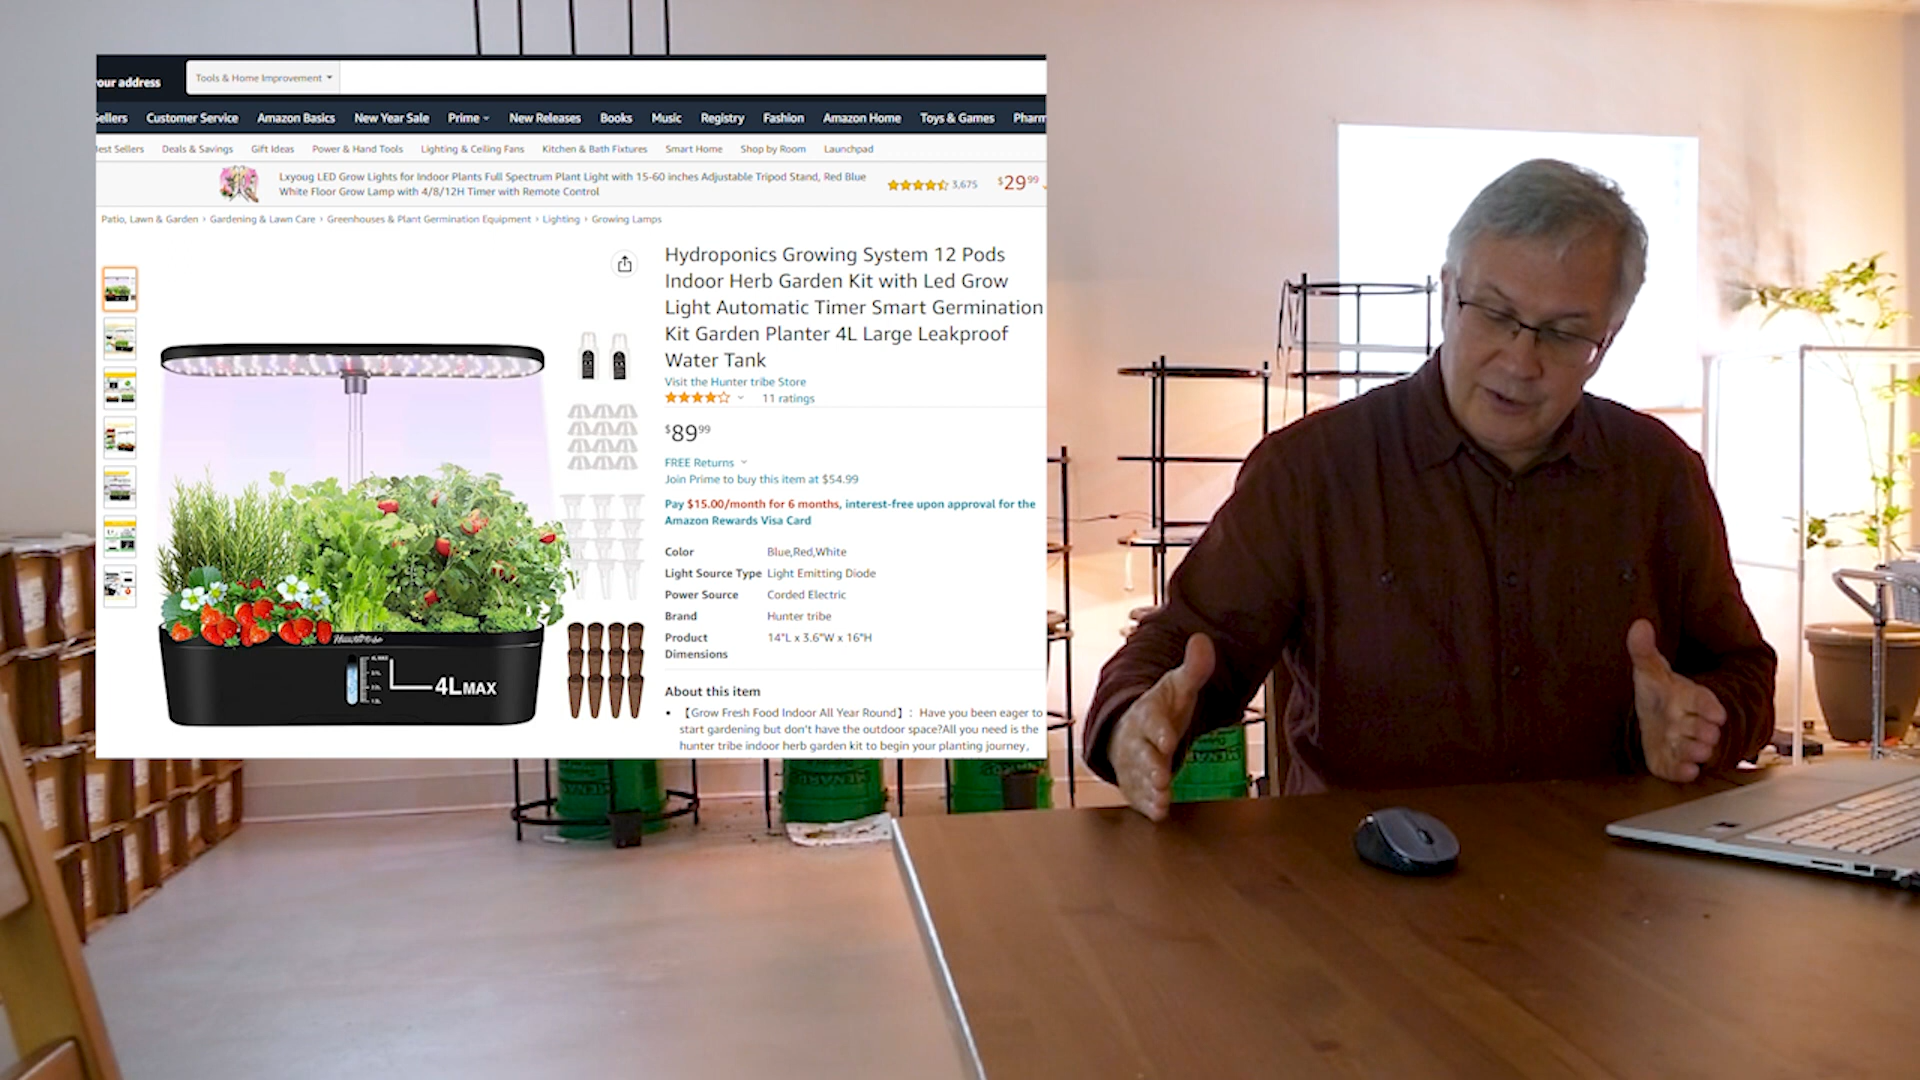 our address
Tools & Home Improvement
Sellers Customer Service Amazon Basics New Year Sale Prime New Releases Books Music Registry Fashion Amazon Home Toys & Games Pharm
est Sellers Deals & Savings Gift Ideas Power & Hand Tools Lighting & Ceiling Fans Kitchen & Bath Fixtures Smart Home Shop by Room Launchpad
Lxyoug LED Grow Lights for Indoor Plants Full Spectrum Plant Light with 15-60 inches Adjustable Tripod Stand, Red Blue
White Floor Grow Lamp with 4/8/12H Timer with Remote Control
3,675
$29.99
Patio, Lawn & Garden › Gardening & Lawn Care › Greenhouses & Plant Germination Equipment › Lighting › Growing Lamps
Hydroponics Growing System 12 Pods
Indoor Herb Garden Kit with Led Grow
Light Automatic Timer Smart Germination
Kit Garden Planter 4L Large Leakproof
Water Tank
Visit the Hunter tribe Store
11 ratings
$89.99
FREE Returns
Join Prime to buy this item at $54.99
Pay $15.00/month for 6 months, interest-free upon approval for the
Amazon Rewards Visa Card
Color Blue,Red,White
Light Source Type Light Emitting Diode
Power Source Corded Electric
Brand Hunter tribe
Product Dimensions 14"L x 3.6"W x 16"H
About this item
• 【Grow Fresh Food Indoor All Year Round】: Have you been eager to
start gardening but don't have the outdoor space?All you need is the
hunter tribe indoor herb garden kit to begin your planting journey,
4L MAX
MENARDS